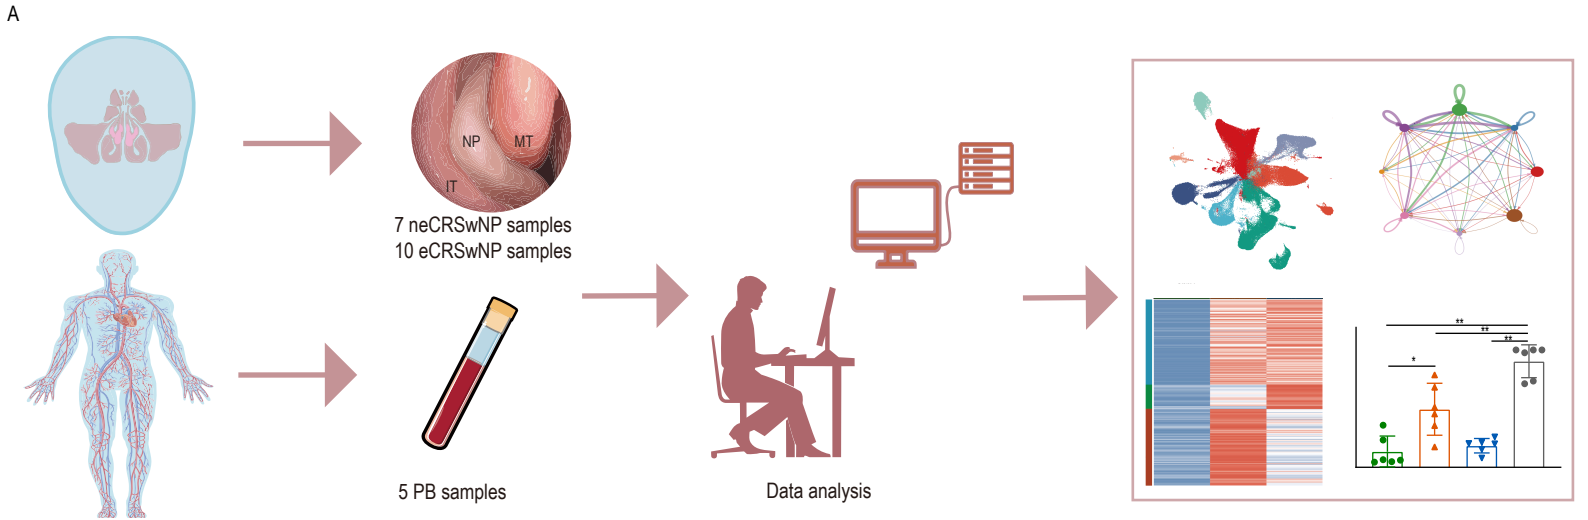 A
NP
MT
IT
7 neCRSwNP samples
10 eCRSwNP samples
5 PB samples
Data analysis
**
**
**
*